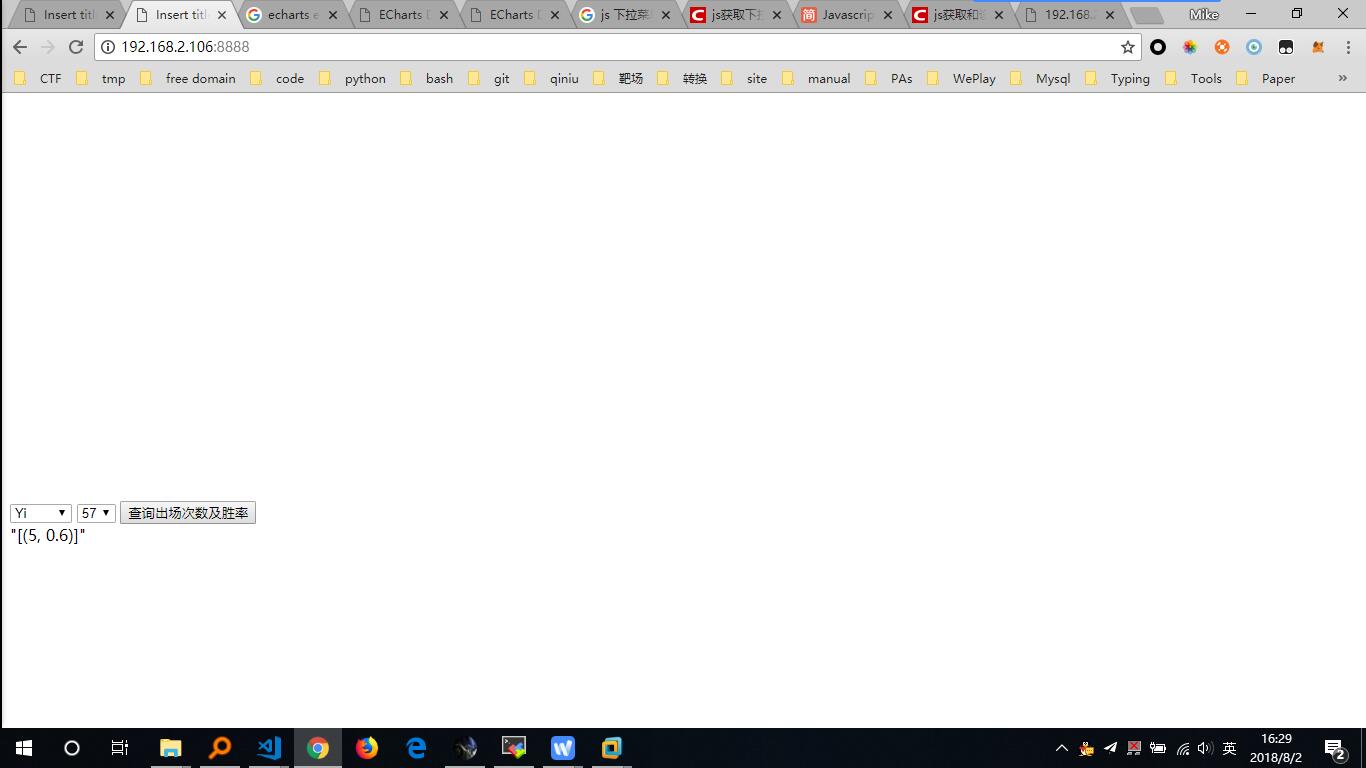 Insert titl
Insert titl
echarts e
ECharts D
ECharts D
js 下拉菜单
js获取下拉
Javascrip
js获取和设
192.168.2
Mike
192.168.2.106:8888
CTF tmp free domain code python bash git qiniu 靶场 转换 site manual PAs WePlay Mysql Typing Tools Paper »
Yi 57 查询出场次数及胜率
"[(5, 0.6)]"
英
16:29
2018/8/2
2